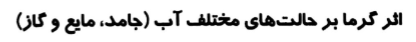 اثر گرما بر حالت‌های مختلف آب (جامد، مایع و گاز)